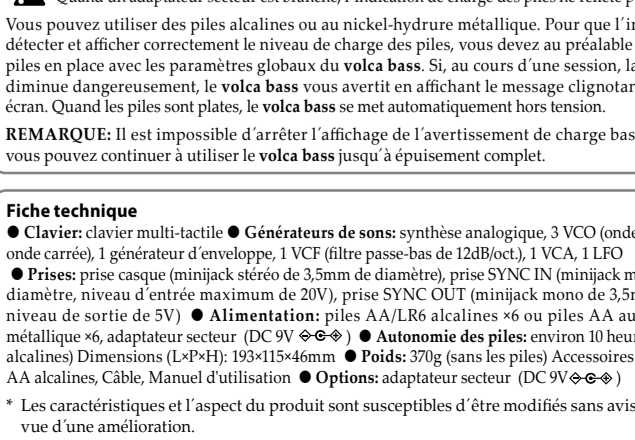 Quand un adaptateur secteur est branché, l´indication de charge des piles ne reflète p
Vous pouvez utiliser des piles alcalines ou au nickel-hydrure métallique. Pour que l´in
détecter et afficher correctement le niveau de charge des piles, vous devez au préalable
piles en place avec les paramètres globaux du volca bass. Si, au cours d´une session, la
diminue dangereusement, le volca bass vous avertit en affichant le message clignotan
écran. Quand les piles sont plates, le volca bass se met automatiquement hors tension.
REMARQUE: Il est impossible d´arrêter l´affichage de l´avertissement de charge bas
vous pouvez continuer à utiliser le volca bass jusqu´à épuisement complet.
Fiche technique
● Clavier: clavier multi-tactile ● Générateurs de sons: synthèse analogique, 3 VCO (onde
onde carrée), 1 générateur d´enveloppe, 1 VCF (filtre passe-bas de 12dB/oct.), 1 VCA, 1 LFO
● Prises: prise casque (minijack stéréo de 3,5mm de diamètre), prise SYNC IN (minijack m
diamètre, niveau d´entrée maximum de 20V), prise SYNC OUT (minijack mono de 3,5m
niveau de sortie de 5V) ● Alimentation: piles AA/LR6 alcalines ×6 ou piles AA au
métallique ×6, adaptateur secteur (DC 9V) ● Autonomie des piles: environ 10 heur
alcalines) Dimensions (L×P×H): 193×115×46mm ● Poids: 370g (sans les piles) Accessoires
AA alcalines, Câble, Manuel d'utilisation ● Options: adaptateur secteur (DC 9V)
* Les caractéristiques et l´aspect du produit sont susceptibles d´être modifiés sans avis
vue d´une amélioration.